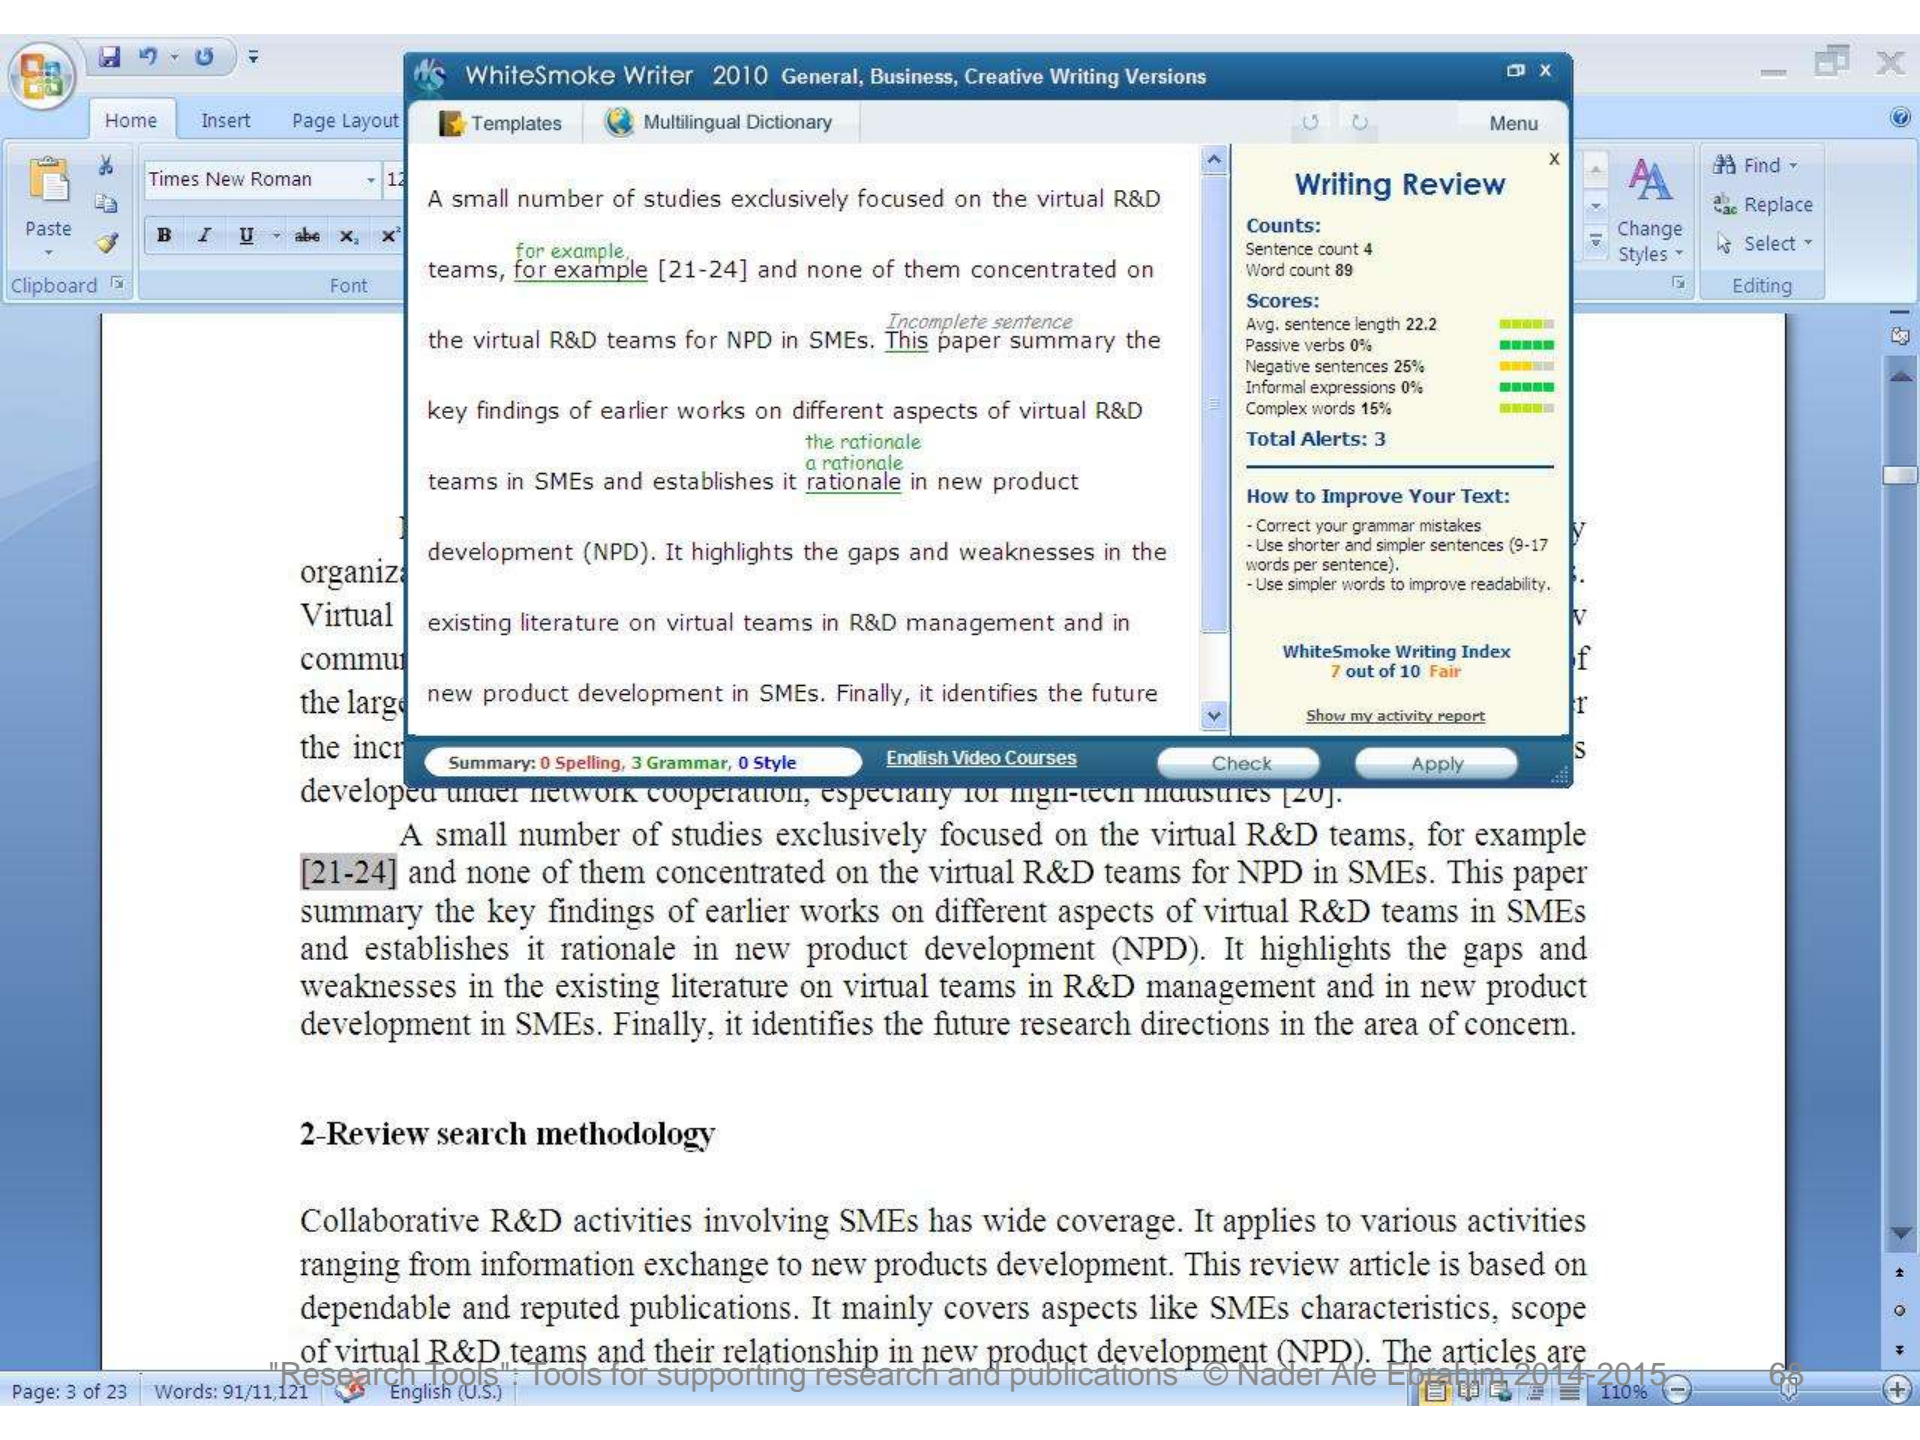 WhiteSmoke Writer 2010 General, Business, Creative Writing Versions
Home Insert Page Layout
Templates Multilingual Dictionary Menu
Paste
Clipboard
Times New Roman 12
B I U abc x₂ x²
Font
Change Styles
Find
Replace
Select
Editing
A small number of studies exclusively focused on the virtual R&D
for example,
teams, for example [21-24] and none of them concentrated on
Incomplete sentence
the virtual R&D teams for NPD in SMEs. This paper summary the
key findings of earlier works on different aspects of virtual R&D
the rationale
a rationale
teams in SMEs and establishes it rationale in new product
development (NPD). It highlights the gaps and weaknesses in the
existing literature on virtual teams in R&D management and in
new product development in SMEs. Finally, it identifies the future
x
Writing Review
Counts:
Sentence count 4
Word count 89
Scores:
Avg. sentence length 22.2
Passive verbs 0%
Negative sentences 25%
Informal expressions 0%
Complex words 15%
Total Alerts: 3
How to Improve Your Text:
- Correct your grammar mistakes
- Use shorter and simpler sentences (9-17
words per sentence).
- Use simpler words to improve readability.
WhiteSmoke Writing Index
7 out of 10 Fair
Show my activity report
Summary: 0 Spelling, 3 Grammar, 0 Style
English Video Courses
Check
Apply
Virtual
the large
developed under network cooperation, especially for high-tech industries [20].
A small number of studies exclusively focused on the virtual R&D teams, for example
[21-24] and none of them concentrated on the virtual R&D teams for NPD in SMEs. This paper
summary the key findings of earlier works on different aspects of virtual R&D teams in SMEs
and establishes it rationale in new product development (NPD). It highlights the gaps and
weaknesses in the existing literature on virtual teams in R&D management and in new product
development in SMEs. Finally, it identifies the future research directions in the area of concern.
2-Review search methodology
Collaborative R&D activities involving SMEs has wide coverage. It applies to various activities
ranging from information exchange to new products development. This review article is based on
dependable and reputed publications. It mainly covers aspects like SMEs characteristics, scope
of virtual R&D teams and their relationship in new product development (NPD). The articles are
"Research Tools": Tools for supporting research and publications © Nader Ale Ebrahim 2014-2015 68
Page: 3 of 23 Words: 91/11,121 English (U.S.) 110%